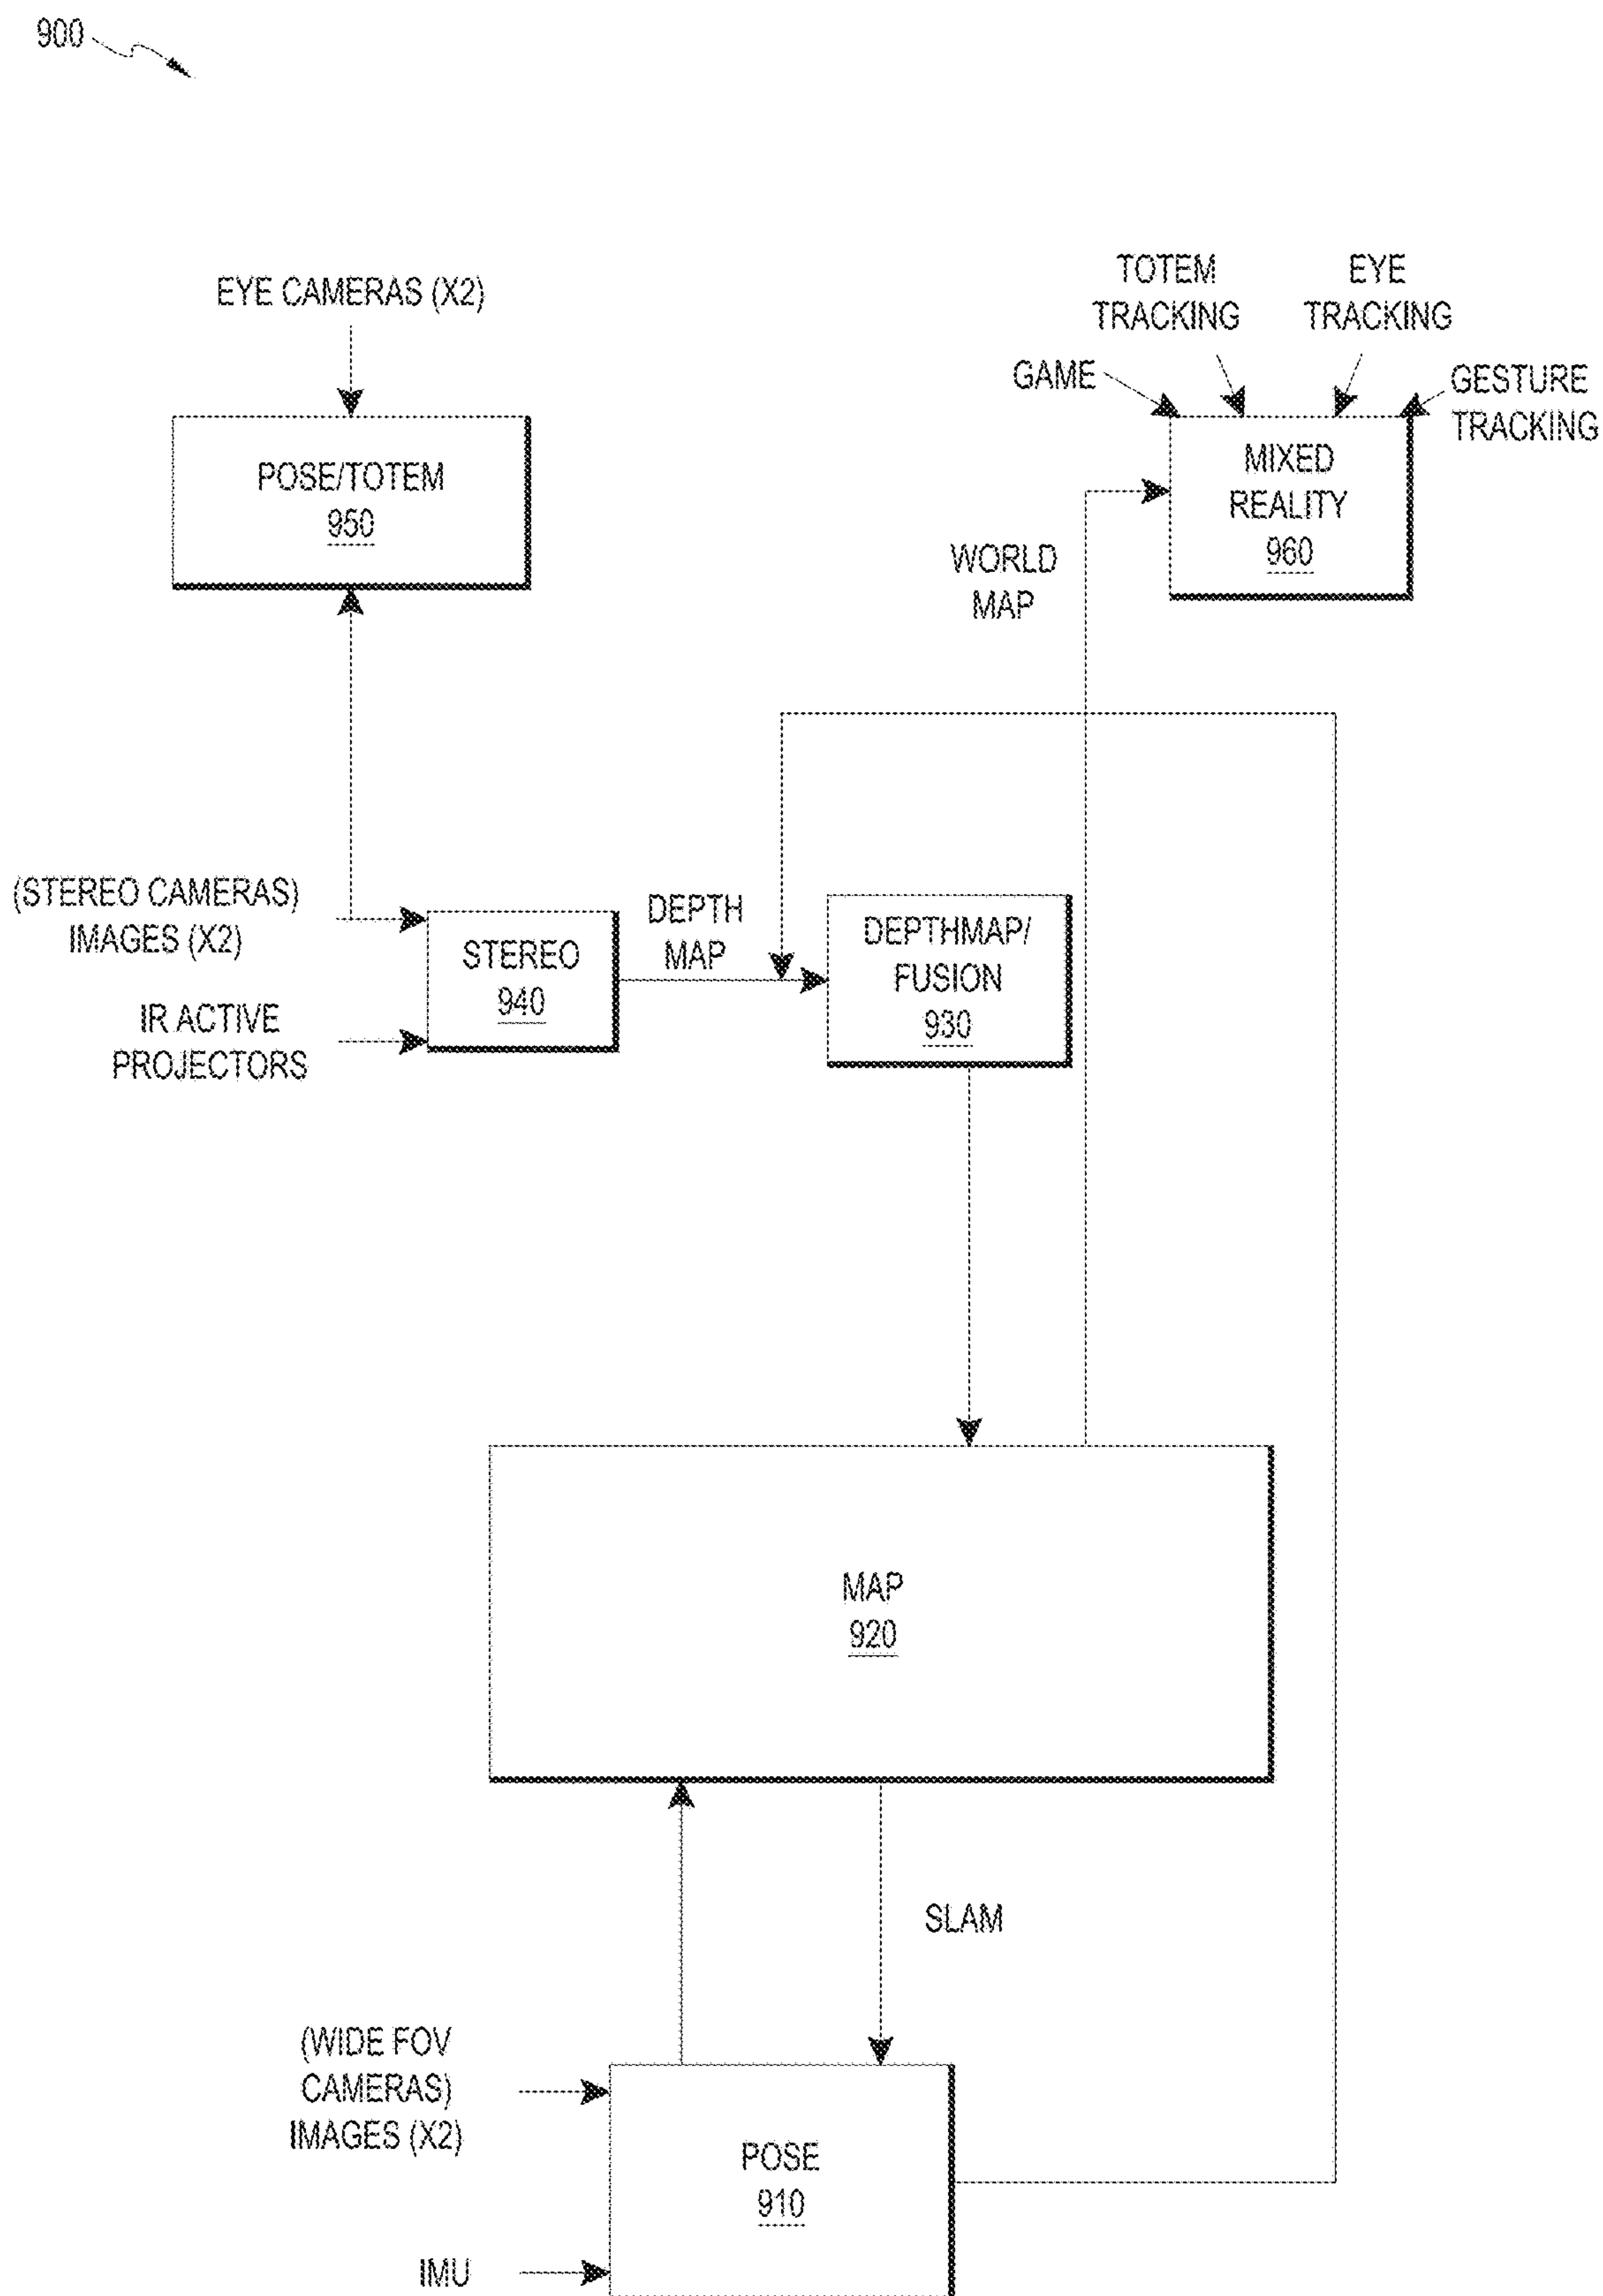 900
EYE CAMERAS (X2)
POSE/TOTEM
950
TOTEM
TRACKING
EYE
TRACKING
GAME
GESTURE
TRACKING
MIXED
REALITY
960
WORLD
MAP
(STEREO CAMERAS)
IMAGES (X2)
IR ACTIVE
PROJECTORS
STEREO
940
DEPTH
MAP
DEPTHMAP/
FUSION
930
MAP
920
SLAM
(WIDE FOV
CAMERAS)
IMAGES (X2)
IMU
POSE
910